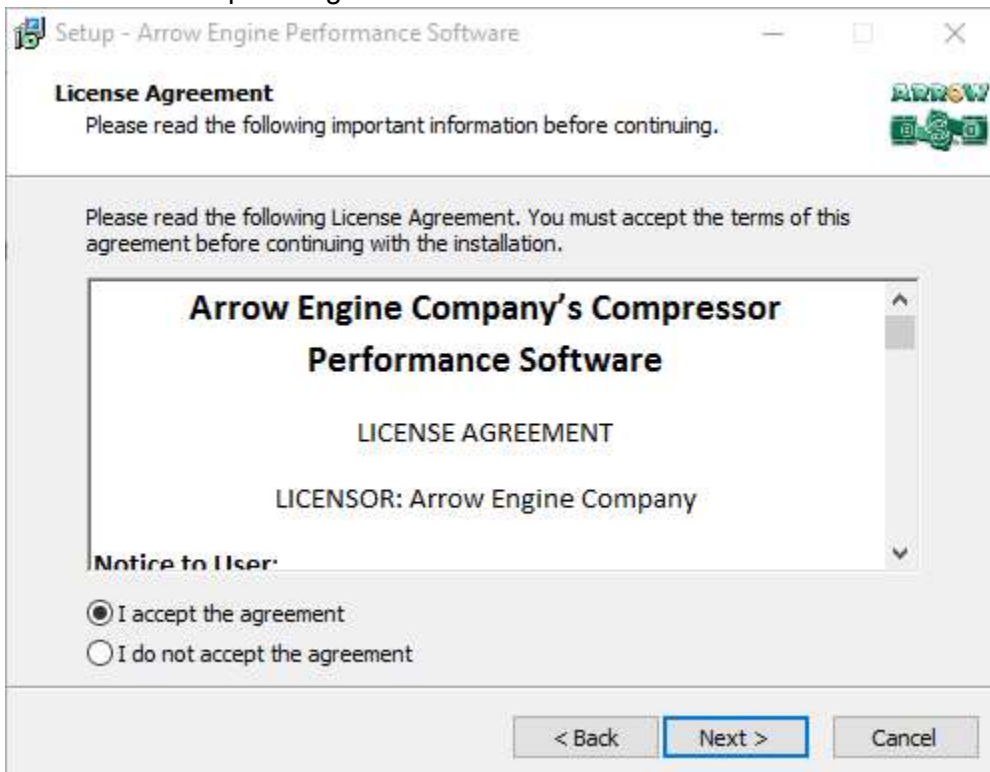 Setup - Arrow Engine Performance Software
License Agreement
Please read the following important information before continuing.
ARROW
Please read the following License Agreement. You must accept the terms of this
agreement before continuing with the installation.
Arrow Engine Company’s Compressor
Performance Software
LICENSE AGREEMENT
LICENSOR: Arrow Engine Company
Notice to User:
I accept the agreement
I do not accept the agreement
< Back
Next >
Cancel